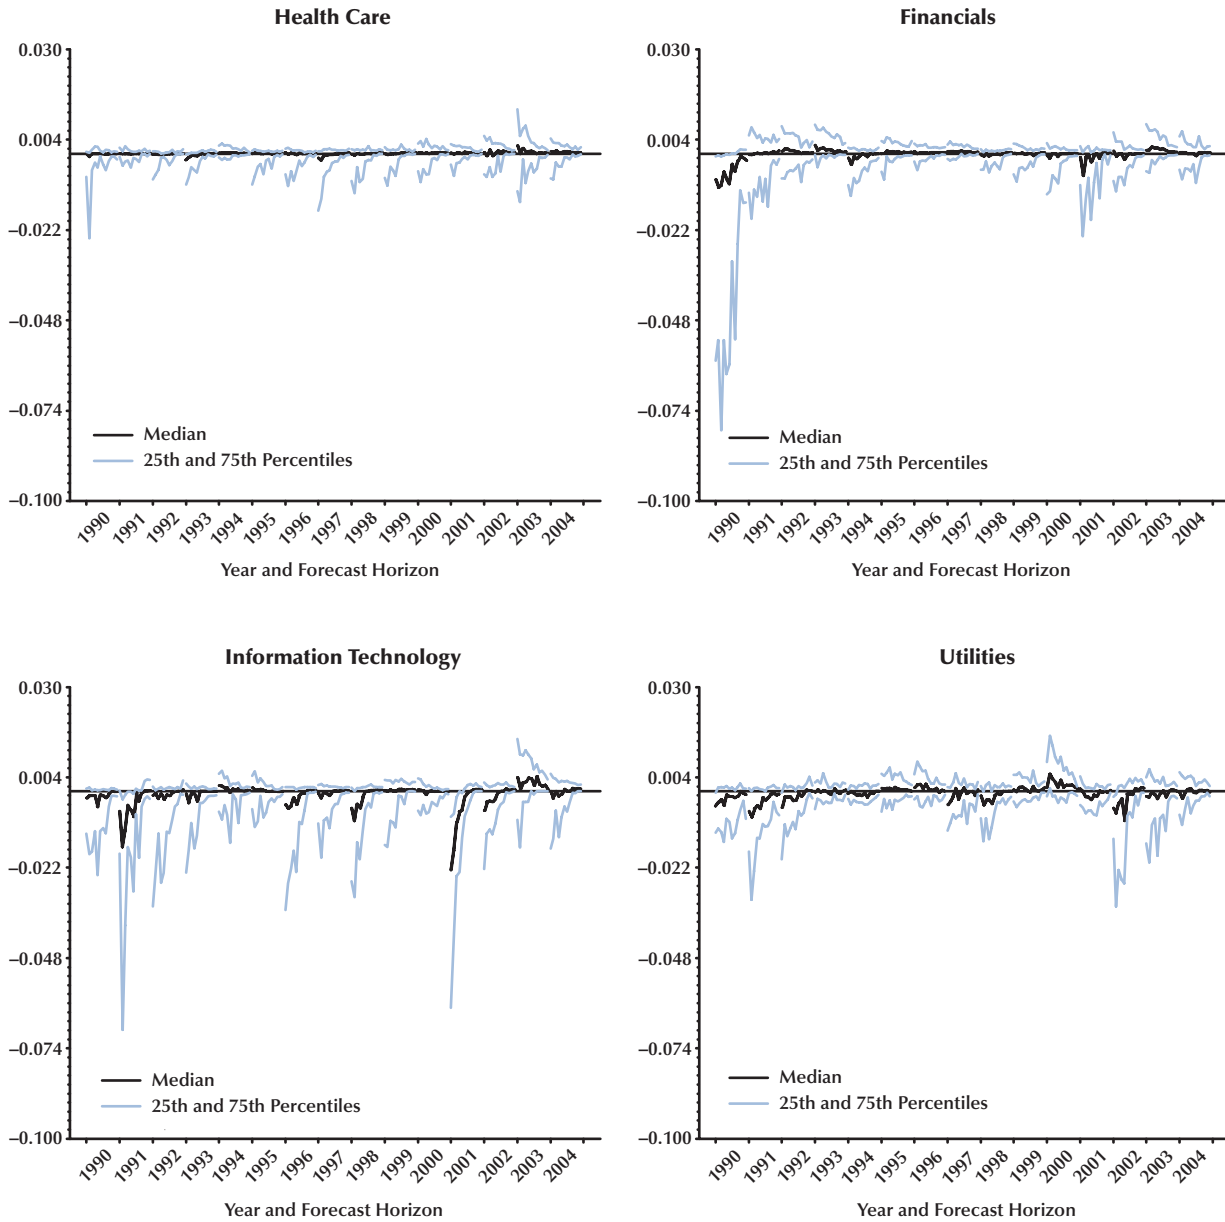 Health Care
0.030
0.004
–0.022
–0.048
–0.074
–0.100
Median
25th and 75th Percentiles
1990 1991 1992 1993 1994 1995 1996 1997 1998 1999 2000 2001 2002 2003 2004
Year and Forecast Horizon
Financials
0.030
0.004
–0.022
–0.048
–0.074
–0.100
Median
25th and 75th Percentiles
1990 1991 1992 1993 1994 1995 1996 1997 1998 1999 2000 2001 2002 2003 2004
Year and Forecast Horizon
Information Technology
0.030
0.004
–0.022
–0.048
–0.074
–0.100
Median
25th and 75th Percentiles
1990 1991 1992 1993 1994 1995 1996 1997 1998 1999 2000 2001 2002 2003 2004
Year and Forecast Horizon
Utilities
0.030
0.004
–0.022
–0.048
–0.074
–0.100
Median
25th and 75th Percentiles
1990 1991 1992 1993 1994 1995 1996 1997 1998 1999 2000 2001 2002 2003 2004
Year and Forecast Horizon